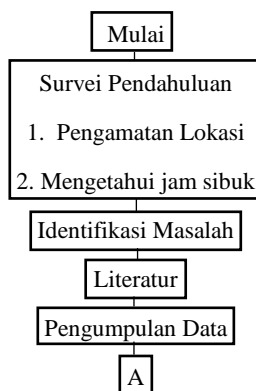 Mulai
Survei Pendahuluan
1. Pengamatan Lokasi
2. Mengetahui jam sibuk
Identifikasi Masalah
Literatur
Pengumpulan Data
A